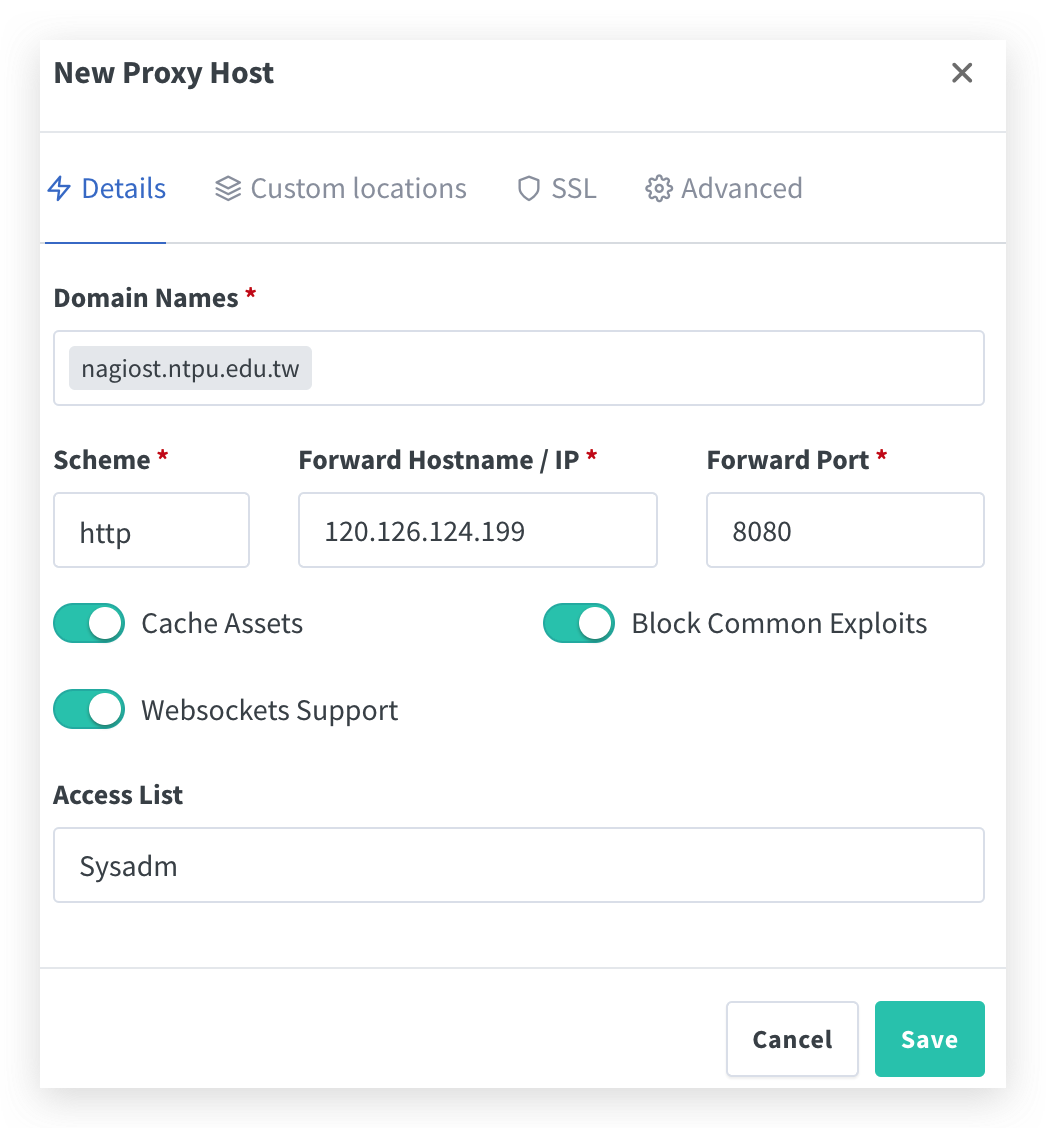 New Proxy Host
Details Custom locations SSL Advanced
Domain Names *
nagiost.ntpu.edu.tw
Scheme * Forward Hostname / IP * Forward Port *
http 120.126.124.199 8080
Cache Assets Block Common Exploits
Websockets Support
Access List
Sysadm
Cancel Save